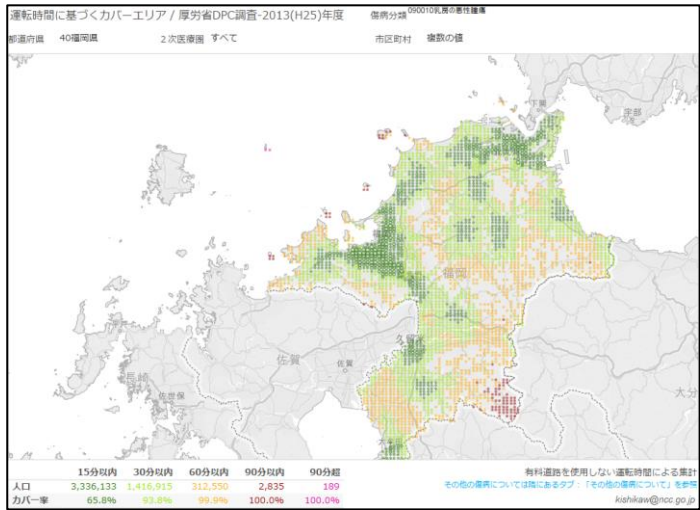 運転時間に基づくカバーエリア / 厚労省DPC調査-2013(H25)年度 傷病分類 090010乳房の悪性腫瘍
都道府県 40福岡県 2次医療圏 すべて 市区町村 複数の値
下関
宇部
福岡
久留
佐賀
佐賀
長崎
佐世保
大分
15分以内 30分以内 60分以内 90分以内 90分超
人口 3,336,133 1,416,915 312,550 2,835 189
カバー率 65.8% 93.8% 99.9% 100.0% 100.0%
有料道路を使用しない運転時間による集計
その他の傷病については隣にあるタブ：「その他の傷病について」を参照
kishikaw@ncc.go.jp